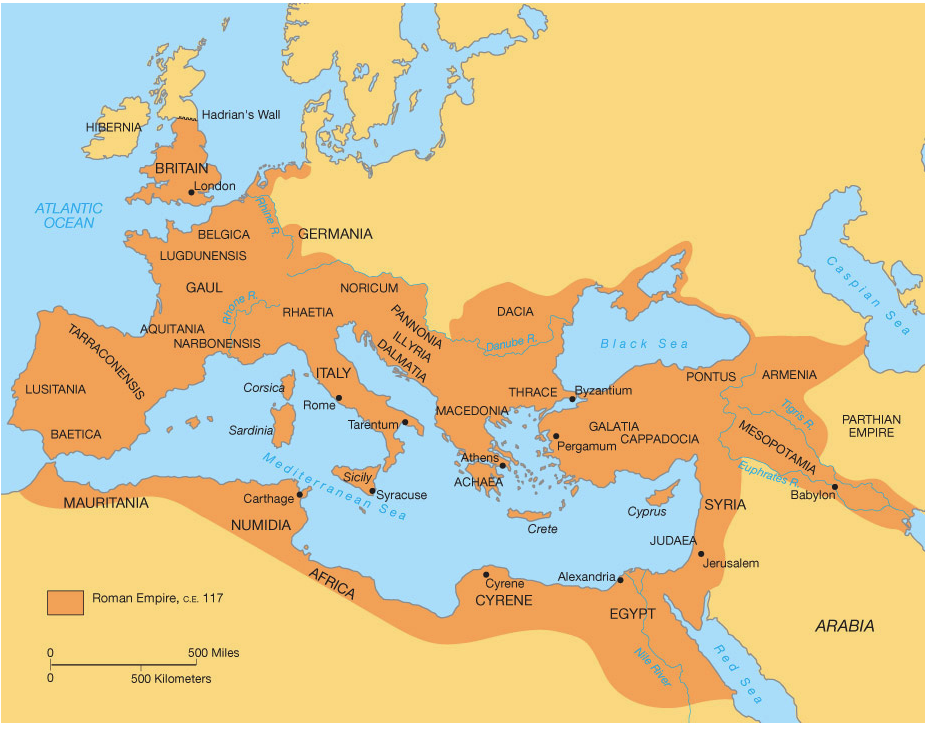 Hadrian's Wall
HIBERNIA
BRITAIN
London
ATLANTIC
OCEAN
Rhine R.
BELGICA
GERMANIA
LUGDUNENSIS
GAUL
NORICUM
Rhone R.
RHAETIA
DACIA
PANNONIA
ILLYRIA
DALMATIA
Danube R.
Black Sea
Caspian Sea
AQUITANIA
NARBONENSIS
TARRACONENSIS
LUSITANIA
BAETICA
ITALY
Corsica
Rome
Sardinia
Tarentum
THRACE
Byzantium
PONTUS
ARMENIA
MACEDONIA
GALATIA
CAPPADOCIA
Pergamum
Tigris R.
MESOPOTAMIA
PARTHIAN
EMPIRE
Euphrates R.
Babylon
Athens
ACHAEA
Mediterranean Sea
Sicily
Syracuse
Carthage
MAURITANIA
NUMIDIA
Crete
Cyprus
SYRIA
JUDAEA
Jerusalem
AFRICA
Cyrene
CYRENE
Alexandria
EGYPT
Nile River
Red Sea
ARABIA
Roman Empire, C.E. 117
0 500 Miles
0 500 Kilometers